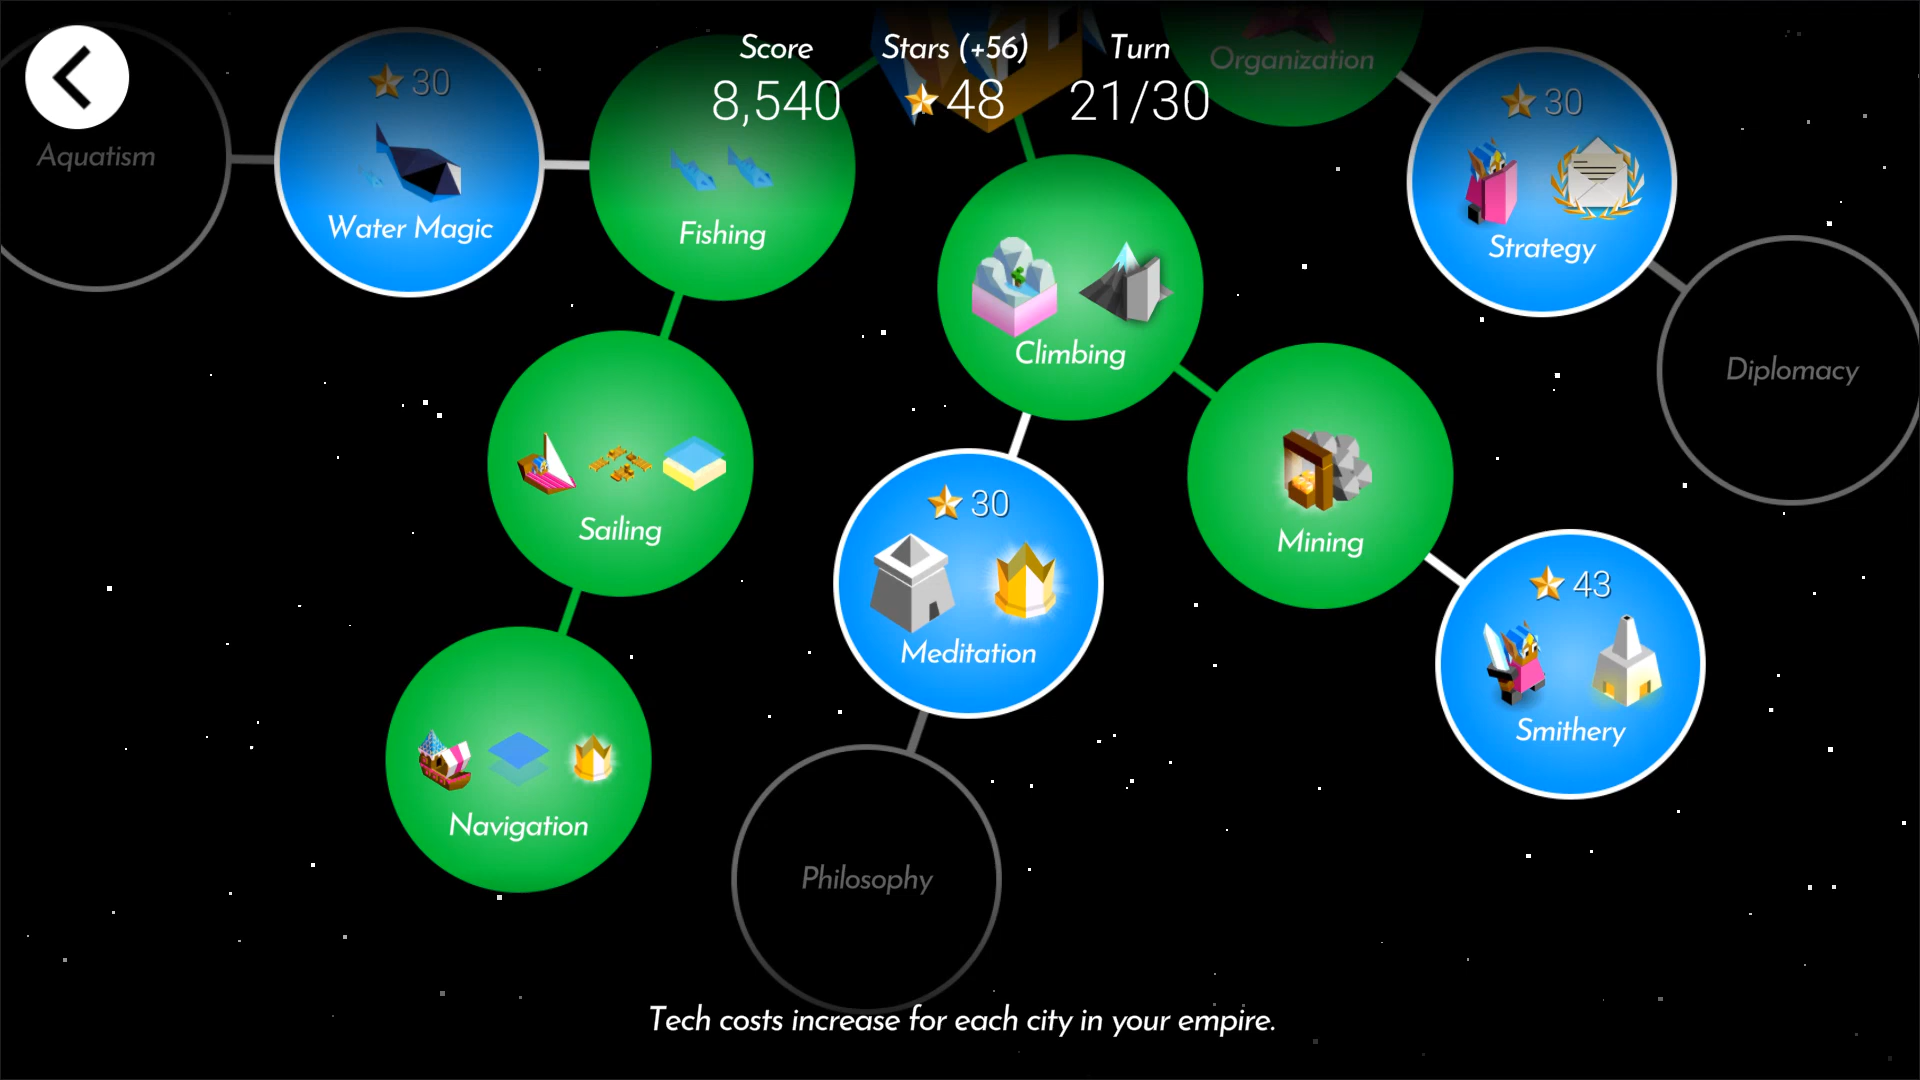 Score
Stars (+56)
Turn
8,540
48
21/30
Organization
30
Water Magic
Aquatism
Fishing
30
Strategy
Climbing
Diplomacy
Sailing
30
Meditation
Mining
43
Smithery
Navigation
Philosophy
Tech costs increase for each city in your empire.